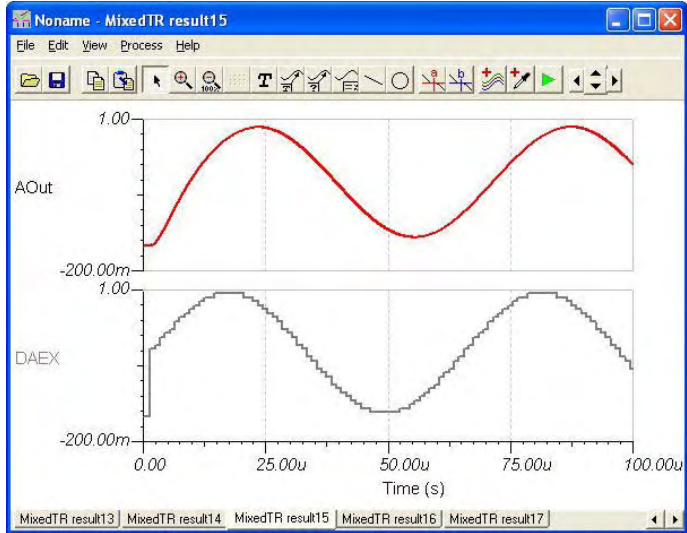 Noname - MixedTR result15
File Edit View Process Help
100% T ? a b
1.00
AOut
-200.00m
1.00
DAEX
-200.00m
0.00 25.00u 50.00u 75.00u 100.00u
Time (s)
MixedTR result13 MixedTR result14 MixedTR result15 MixedTR result16 MixedTR result17